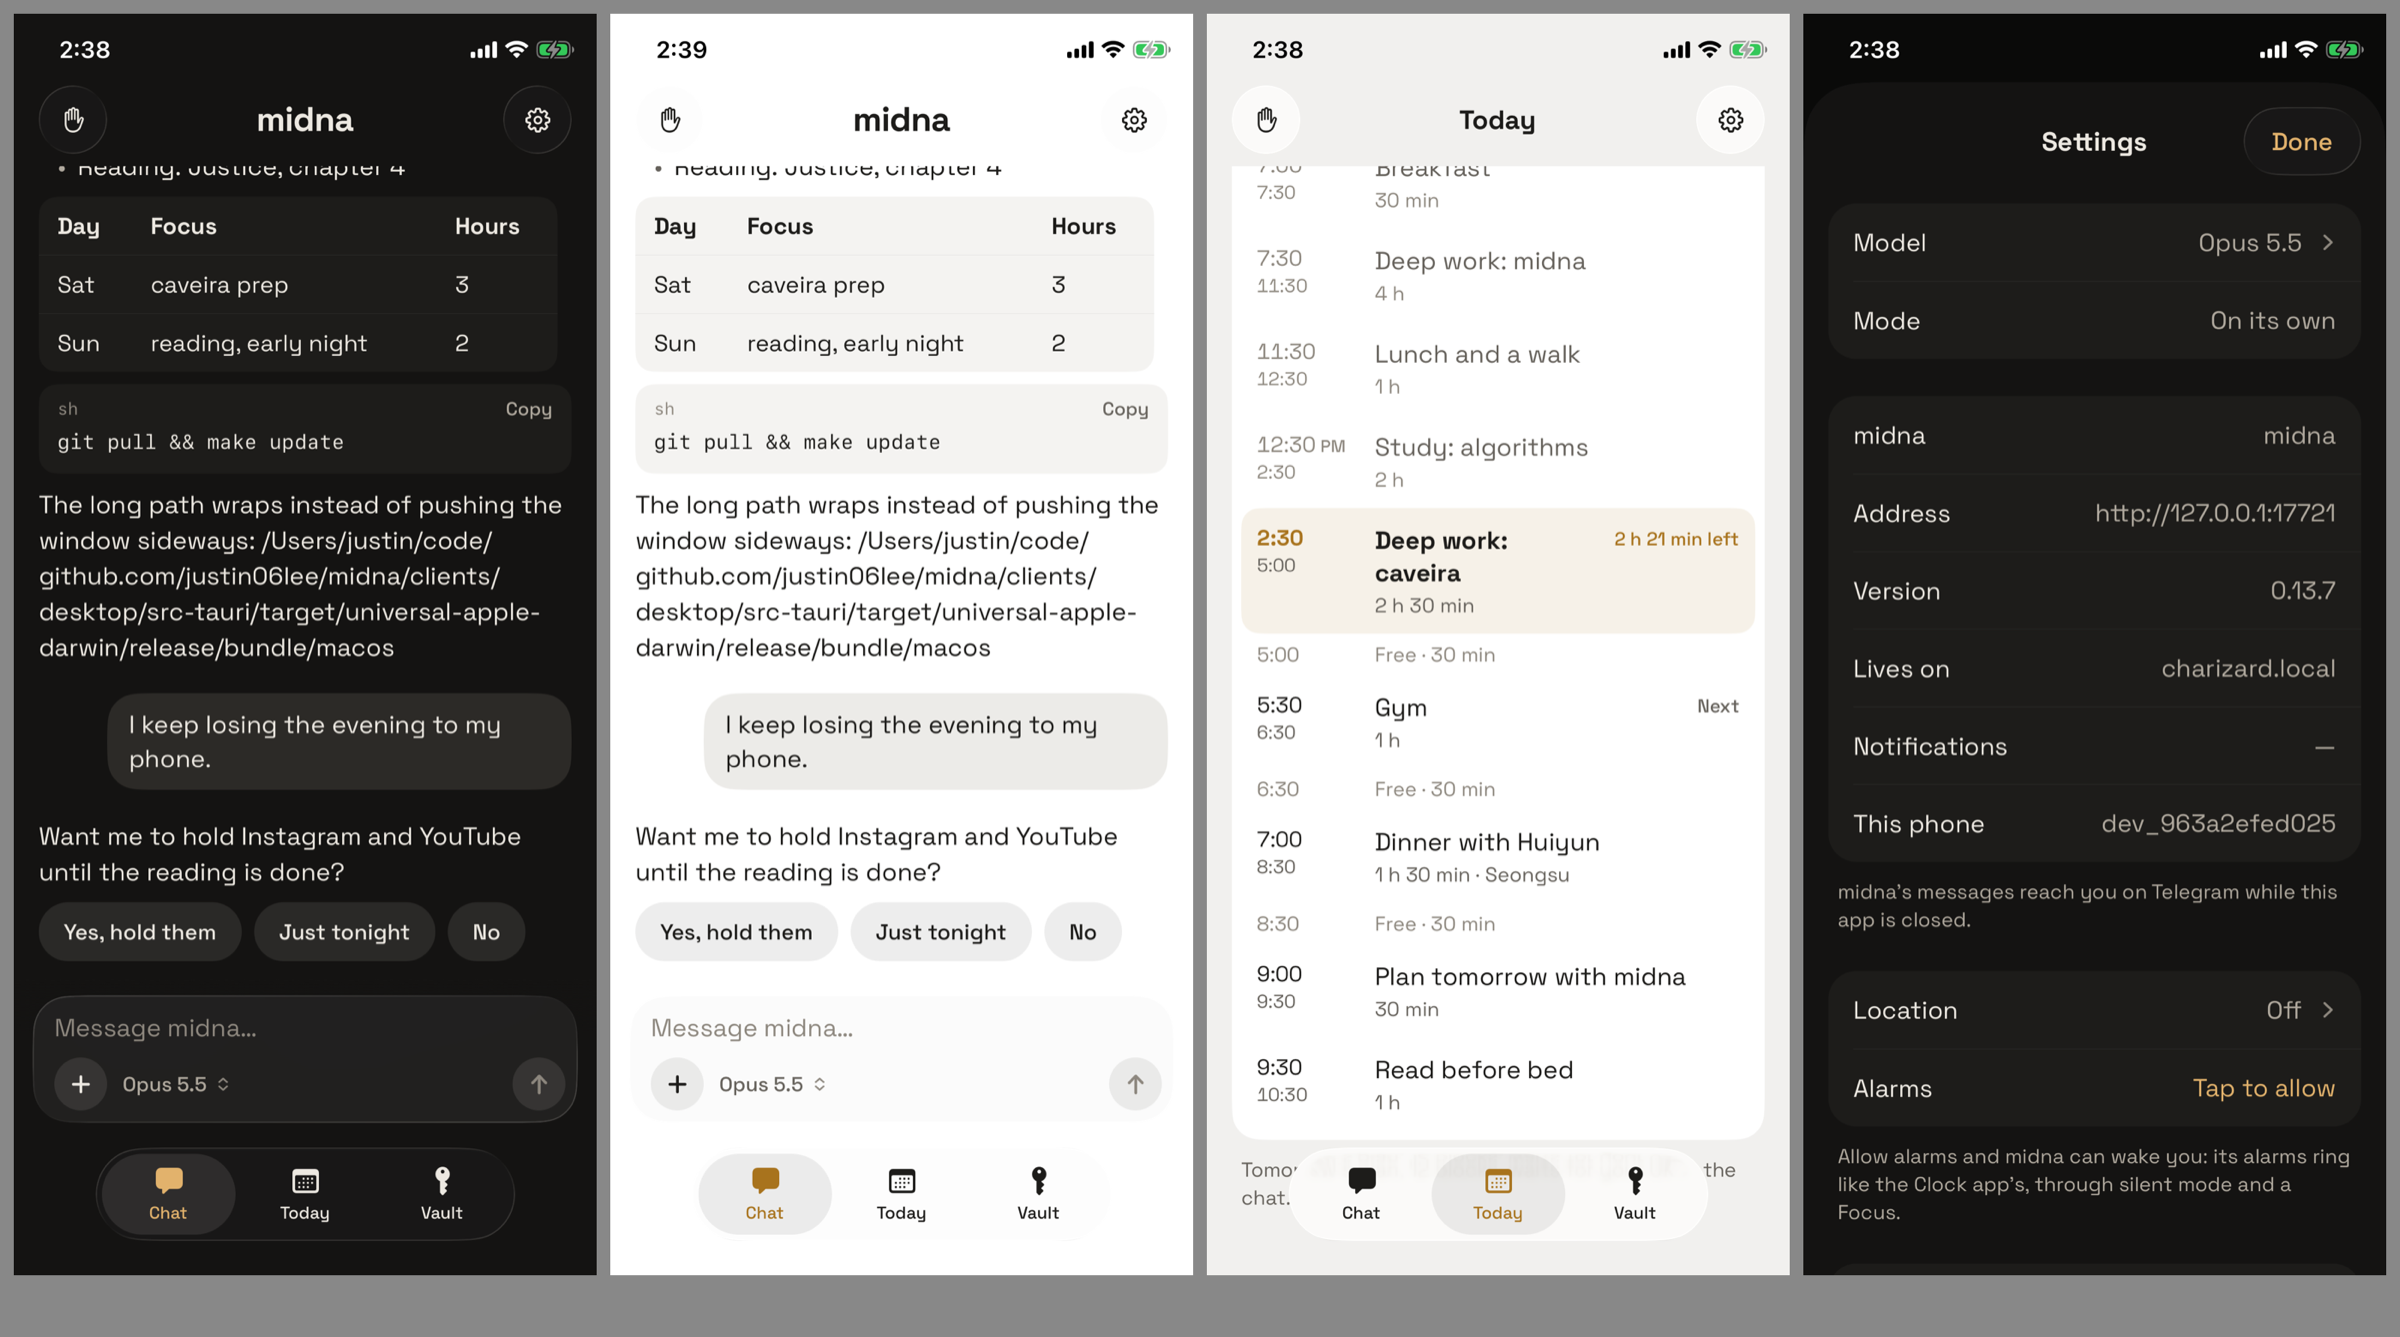 2:38
midna
• Reading: Justice, chapter 4
Day Focus Hours
Sat caveira prep 3
Sun reading, early night 2
sh Copy
git pull && make update
The long path wraps instead of pushing the
window sideways: /Users/justin/code/
github.com/justin06lee/midna/clients/
desktop/src-tauri/target/universal-apple-
darwin/release/bundle/macos
I keep losing the evening to my
phone.
Want me to hold Instagram and YouTube
until the reading is done?
Yes, hold them Just tonight No
Message midna...
Opus 5.5
Chat Today Vault
2:39
midna
• Reading: Justice, chapter 4
Day Focus Hours
Sat caveira prep 3
Sun reading, early night 2
sh Copy
git pull && make update
The long path wraps instead of pushing the
window sideways: /Users/justin/code/
github.com/justin06lee/midna/clients/
desktop/src-tauri/target/universal-apple-
darwin/release/bundle/macos
I keep losing the evening to my
phone.
Want me to hold Instagram and YouTube
until the reading is done?
Yes, hold them Just tonight No
Message midna...
Opus 5.5
Chat Today Vault
2:38
Today
7:00 Breakfast
7:30 30 min
7:30 Deep work: midna
11:30 4 h
11:30 Lunch and a walk
12:30 1 h
12:30 PM Study: algorithms
2:30 2 h
2:30 Deep work: 2 h 21 min left
5:00 caveira
2 h 30 min
5:00 Free · 30 min
5:30 Gym Next
6:30 1 h
6:30 Free · 30 min
7:00 Dinner with Huiyun
8:30 1 h 30 min · Seongsu
8:30 Free · 30 min
9:00 Plan tomorrow with midna
9:30 30 min
9:30 Read before bed
10:30 1 h
the
chat.
Chat Today Vault
2:38
Settings Done
Model Opus 5.5
Mode On its own
midna midna
Address http://127.0.0.1:17721
Version 0.13.7
Lives on charizard.local
Notifications —
This phone dev_963a2efed025
midna's messages reach you on Telegram while this
app is closed.
Location Off
Alarms Tap to allow
Allow alarms and midna can wake you: its alarms ring
like the Clock app's, through silent mode and a
Focus.